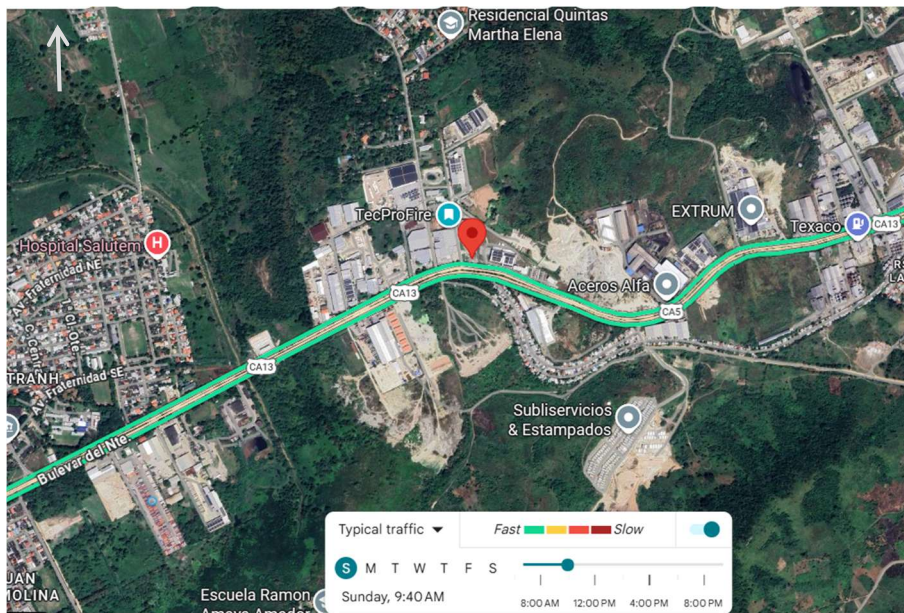 Residencial Quintas
Martha Elena
TecProFire
EXTRUM
Texaco
CA13
Hospital Salutem
H
Av. Fraternidad NE
Aceros Alfa
CA5
CA13
CA13
Av. Fraternidad SE
Bulevar del Nte.
Subliservicios
& Estampados
Escuela Ramon
Amaya Amador
Typical traffic
Fast
Slow
S M T W T F S
Sunday, 9:40 AM
8:00 AM 12:00 PM 4:00 PM 8:00 PM